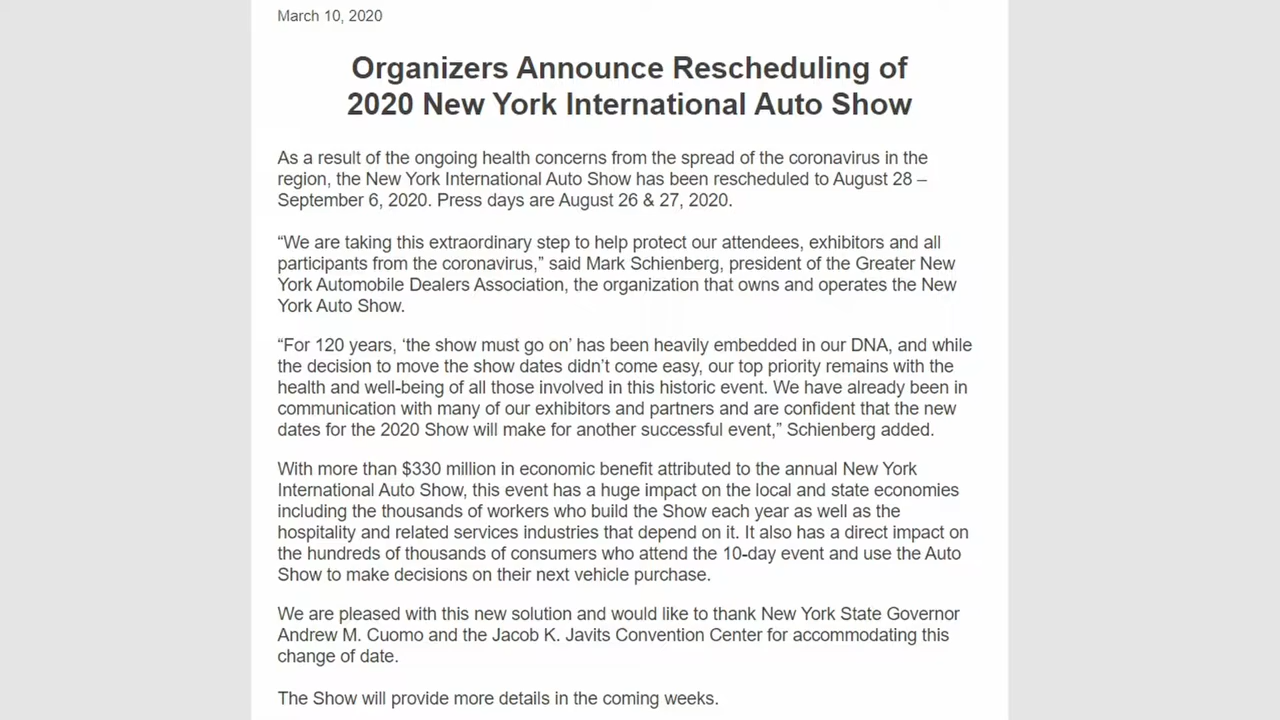 March 10, 2020
Organizers Announce Rescheduling of
2020 New York International Auto Show
As a result of the ongoing health concerns from the spread of the coronavirus in the
region, the New York International Auto Show has been rescheduled to August 28 –
September 6, 2020. Press days are August 26 & 27, 2020.
“We are taking this extraordinary step to help protect our attendees, exhibitors and all
participants from the coronavirus,” said Mark Schienberg, president of the Greater New
York Automobile Dealers Association, the organization that owns and operates the New
York Auto Show.
“For 120 years, ‘the show must go on’ has been heavily embedded in our DNA, and while
the decision to move the show dates didn’t come easy, our top priority remains with the
health and well-being of all those involved in this historic event. We have already been in
communication with many of our exhibitors and partners and are confident that the new
dates for the 2020 Show will make for another successful event,” Schienberg added.
With more than $330 million in economic benefit attributed to the annual New York
International Auto Show, this event has a huge impact on the local and state economies
including the thousands of workers who build the Show each year as well as the
hospitality and related services industries that depend on it. It also has a direct impact on
the hundreds of thousands of consumers who attend the 10-day event and use the Auto
Show to make decisions on their next vehicle purchase.
We are pleased with this new solution and would like to thank New York State Governor
Andrew M. Cuomo and the Jacob K. Javits Convention Center for accommodating this
change of date.
The Show will provide more details in the coming weeks.